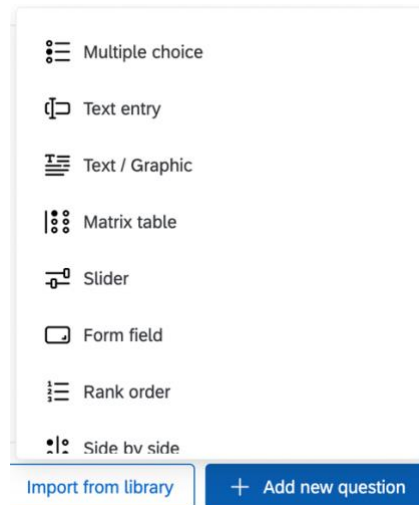 Multiple choice
Text entry
Text / Graphic
Matrix table
Slider
Form field
Rank order
Side by side
Import from library
+ Add new question